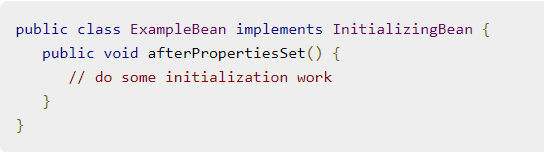 public class ExampleBean implements InitializingBean {
   public void afterPropertiesSet() {
      // do some initialization work
   }
}